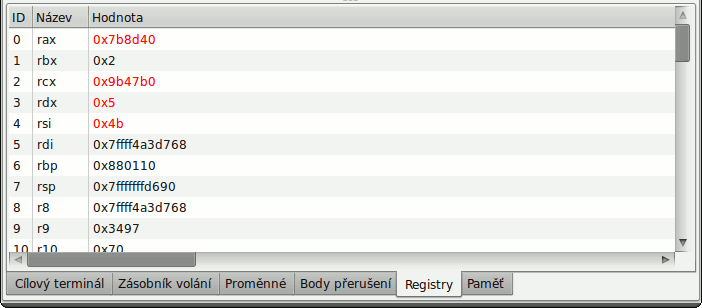 ID Název Hodnota
0 rax 0x7b8d40
1 rbx 0x2
2 rcx 0x9b47b0
3 rdx 0x5
4 rsi 0x4b
5 rdi 0x7ffff4a3d768
6 rbp 0x880110
7 rsp 0x7fffffffd690
8 r8 0x7ffff4a3d768
9 r9 0x3497
10 r10 0x70
Cílový terminál Zásobník volání Proměnné Body přerušení Registry Paměť